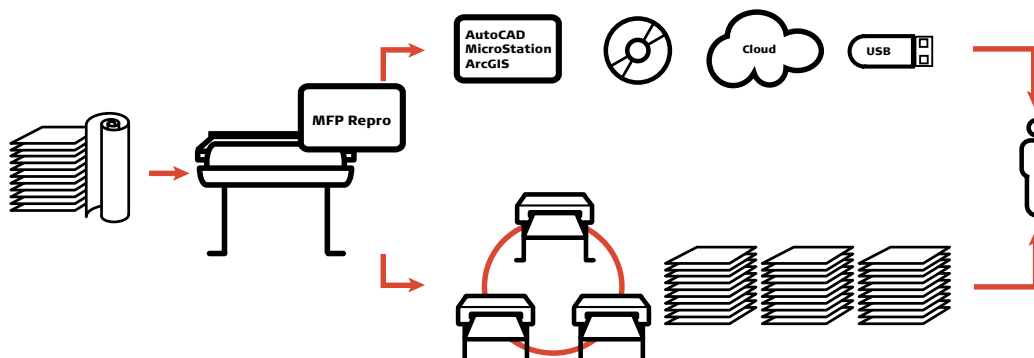 MFP Repro
AutoCAD
MicroStation
ArcGIS
Cloud
USB